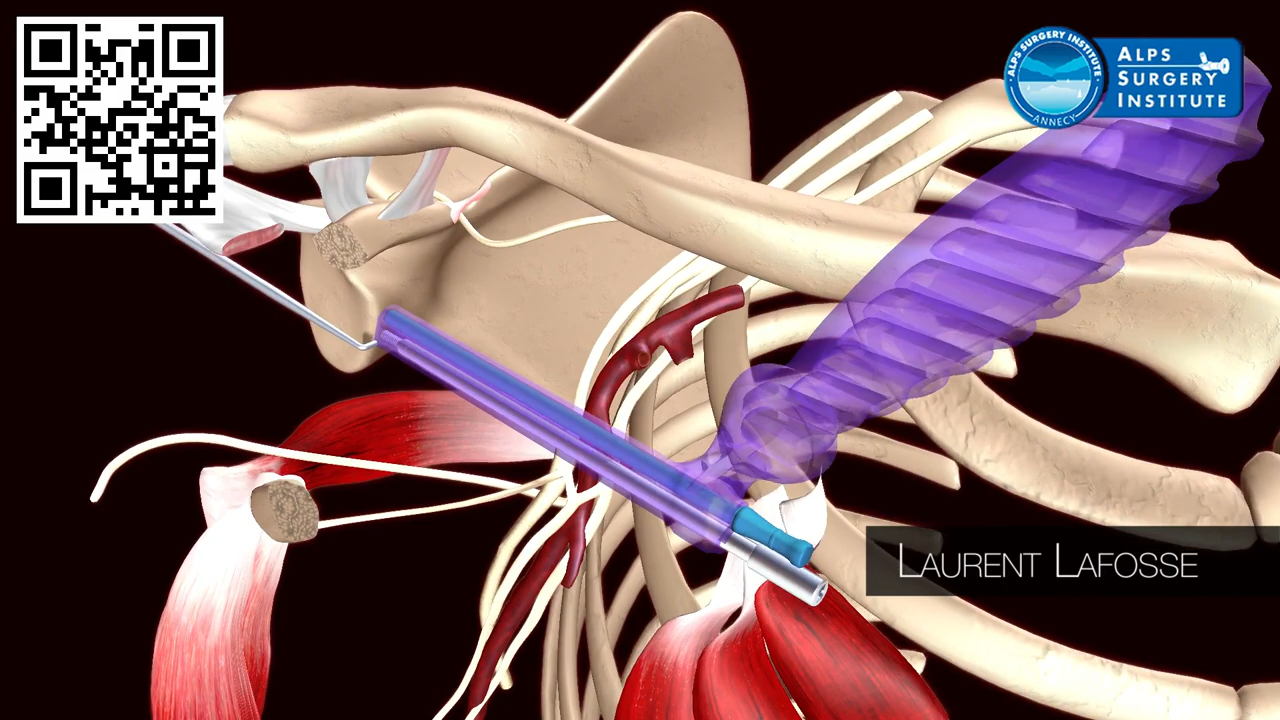 ALPS SURGERY INSTITUTE
ANNECY
ALPS
SURGERY
INSTITUTE
LAURENT LAFOSSE